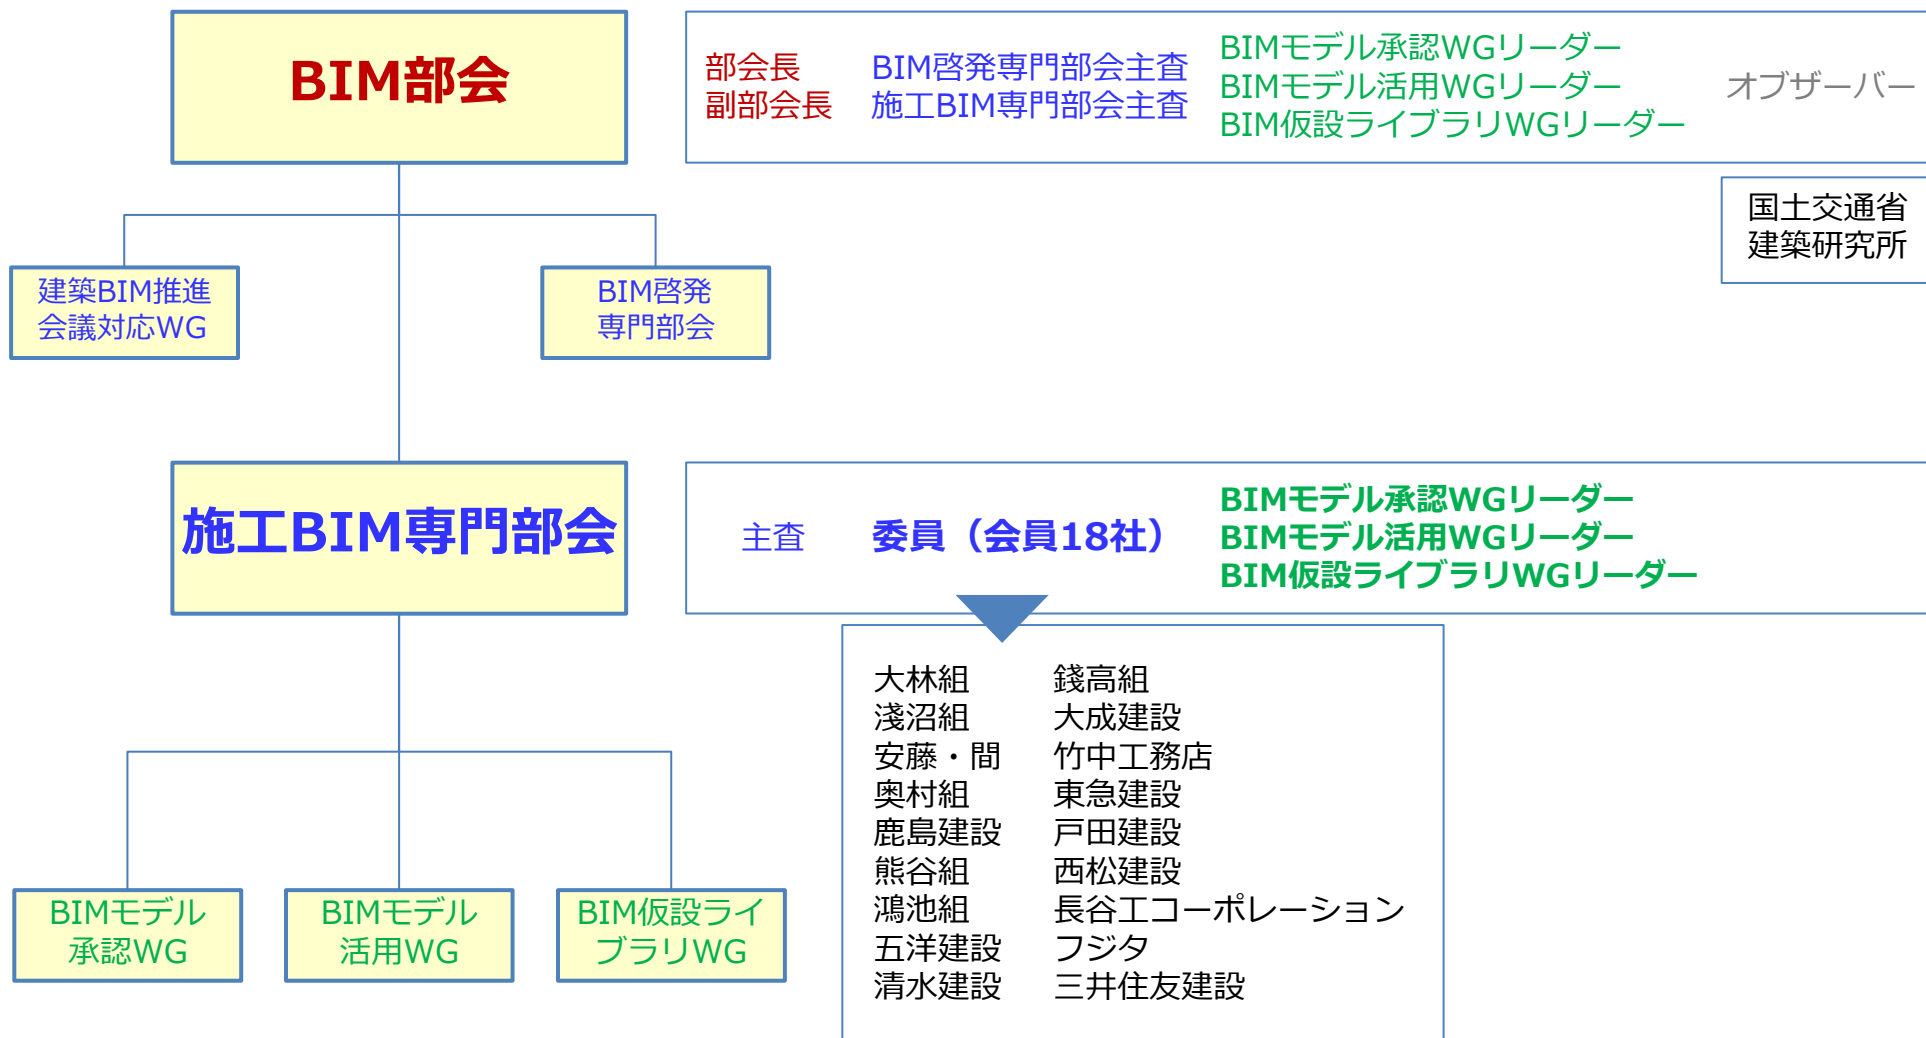 BIM部会
部会長
副部会長
BIM啓発専門部会主査
施工BIM専門部会主査
BIMモデル承認WGリーダー
BIMモデル活用WGリーダー
BIM仮設ライブラリWGリーダー
オブザーバー
国土交通省
建築研究所
建築BIM推進
会議対応WG
BIM啓発
専門部会
施工BIM専門部会
主査
委員（会員18社）
BIMモデル承認WGリーダー
BIMモデル活用WGリーダー
BIM仮設ライブラリWGリーダー
大林組
淺沼組
安藤・間
奥村組
鹿島建設
熊谷組
鴻池組
五洋建設
清水建設
錢高組
大成建設
竹中工務店
東急建設
戸田建設
西松建設
長谷工コーポレーション
フジタ
三井住友建設
BIMモデル
承認WG
BIMモデル
活用WG
BIM仮設ライ
ブラリWG